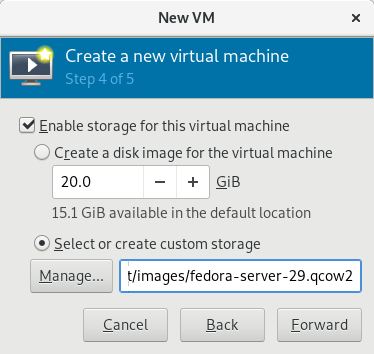 New VM
Create a new virtual machine
Step 4 of 5
Enable storage for this virtual machine
Create a disk image for the virtual machine
20.0 GiB
15.1 GiB available in the default location
Select or create custom storage
Manage... t/images/fedora-server-29.qcow2
Cancel Back Forward